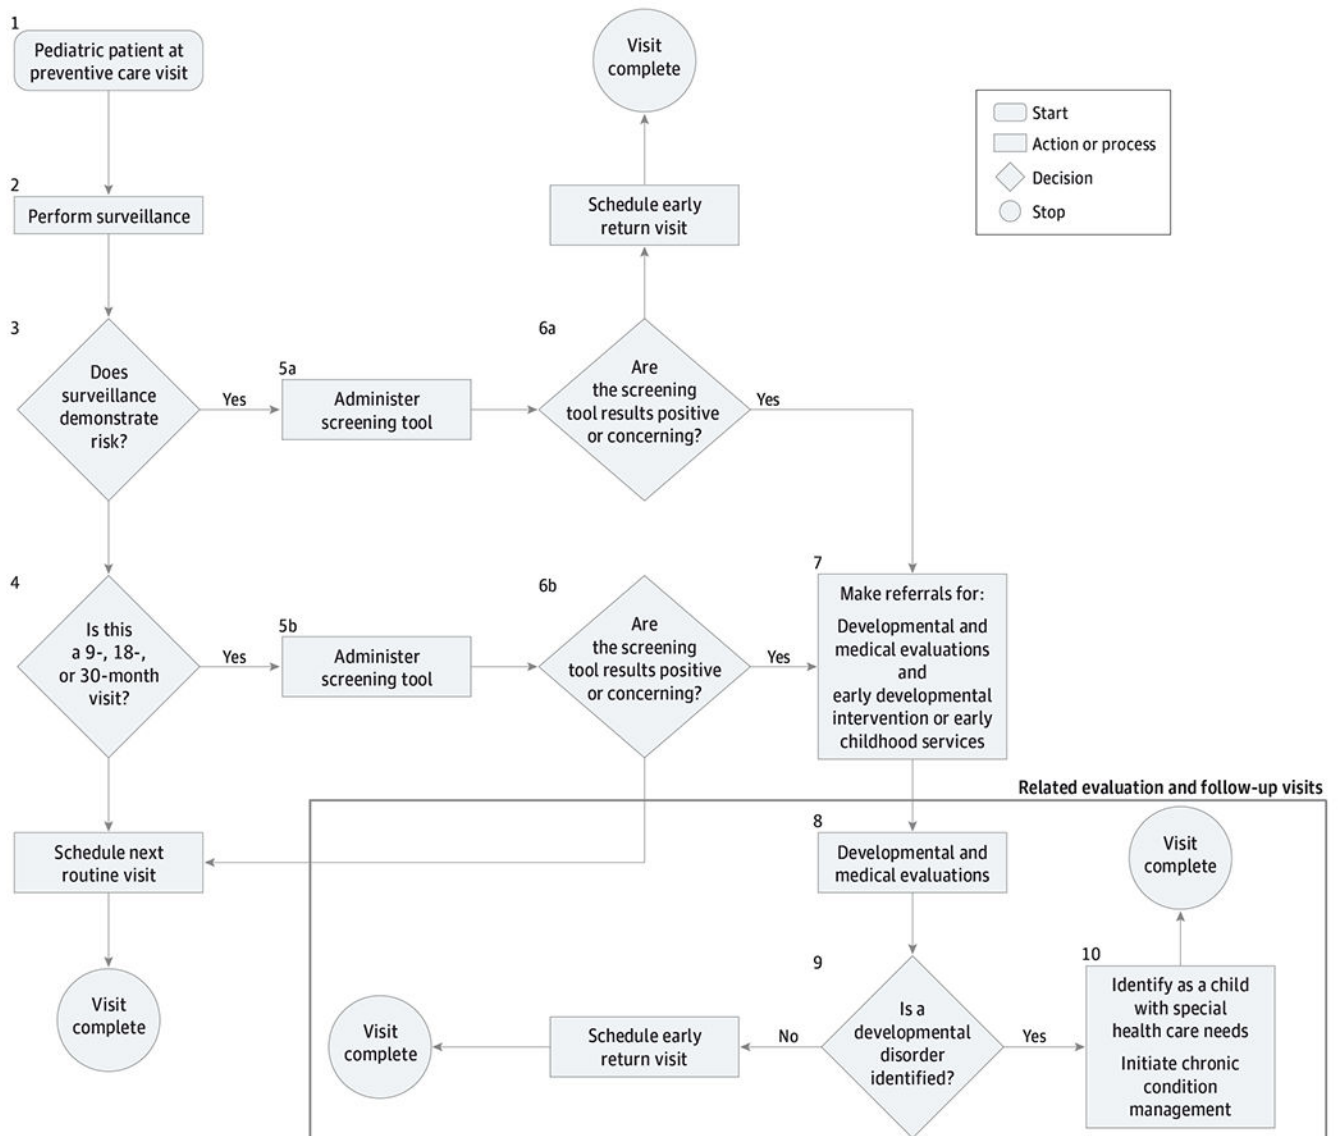 1
Pediatric patient at
preventive care visit
Visit
complete
Start
Action or process
Decision
Stop
2
Perform surveillance
Schedule early
return visit
3
Does
surveillance
demonstrate
risk?
Yes
5a
Administer
screening tool
6a
Are
the screening
tool results positive
or concerning?
Yes
4
Is this
a 9-, 18-,
or 30-month
visit?
Yes
5b
Administer
screening tool
6b
Are
the screening
tool results positive
or concerning?
Yes
7
Make referrals for:
Developmental and
medical evaluations
and
early developmental
intervention or early
childhood services
Related evaluation and follow-up visits
Schedule next
routine visit
Visit
complete
8
Developmental and
medical evaluations
9
Is a
developmental
disorder
identified?
No
Schedule early
return visit
Visit
complete
Yes
10
Identify as a child
with special
health care needs
Initiate chronic
condition
management
Visit
complete